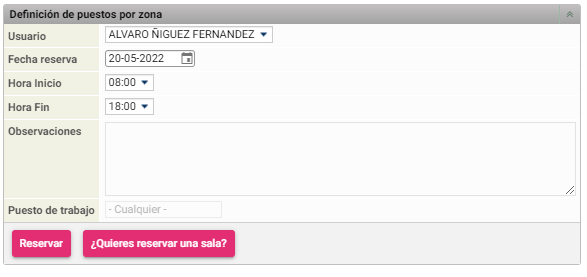 Definición de puestos por zona
Usuario ALVARO ÑIGUEZ FERNANDEZ
Fecha reserva 20-05-2022
Hora Inicio 08:00
Hora Fin 18:00
Observaciones
Puesto de trabajo - Cualquier -
Reservar ¿Quieres reservar una sala?